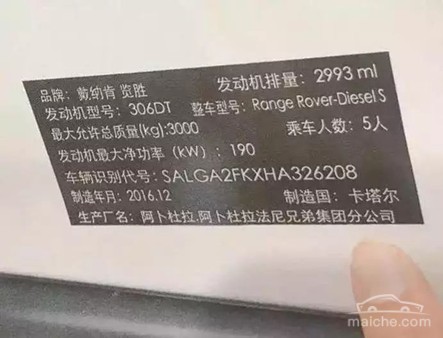 品牌：戴纳肯 览胜 发动机排量：2993 ml
发动机型号：306DT 整车型号：Range Rover-Diesel S
最大允许总质量(kg):3000 乘车人数：5人
发动机最大净功率（kW）：190
车辆识别代号：SALGA2FKXHA326208
制造年月：2016.12 制造国：卡塔尔
生产厂名：阿卜杜拉.阿卜杜拉法尼兄弟集团分公司
maiche.com